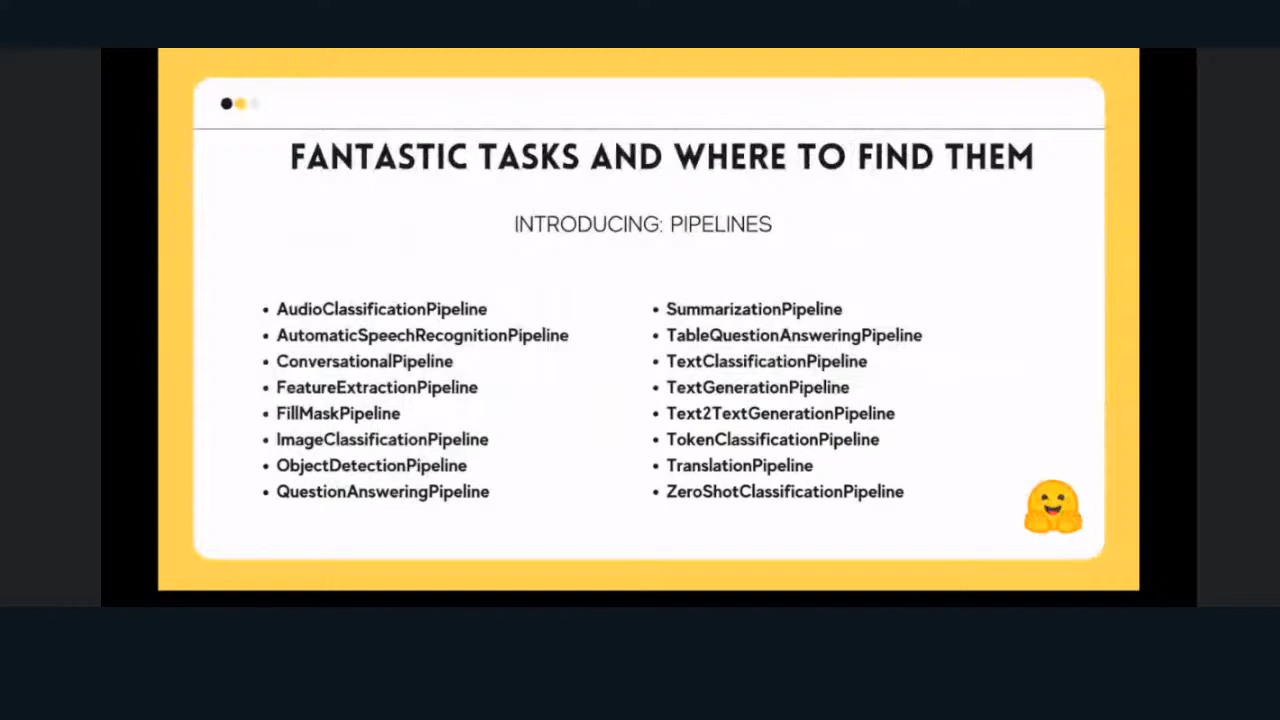 FANTASTIC TASKS AND WHERE TO FIND THEM
INTRODUCING: PIPELINES
• AudioClassificationPipeline
• AutomaticSpeechRecognitionPipeline
• ConversationalPipeline
• FeatureExtractionPipeline
• FillMaskPipeline
• ImageClassificationPipeline
• ObjectDetectionPipeline
• QuestionAnsweringPipeline
• SummarizationPipeline
• TableQuestionAnsweringPipeline
• TextClassificationPipeline
• TextGenerationPipeline
• Text2TextGenerationPipeline
• TokenClassificationPipeline
• TranslationPipeline
• ZeroShotClassificationPipeline